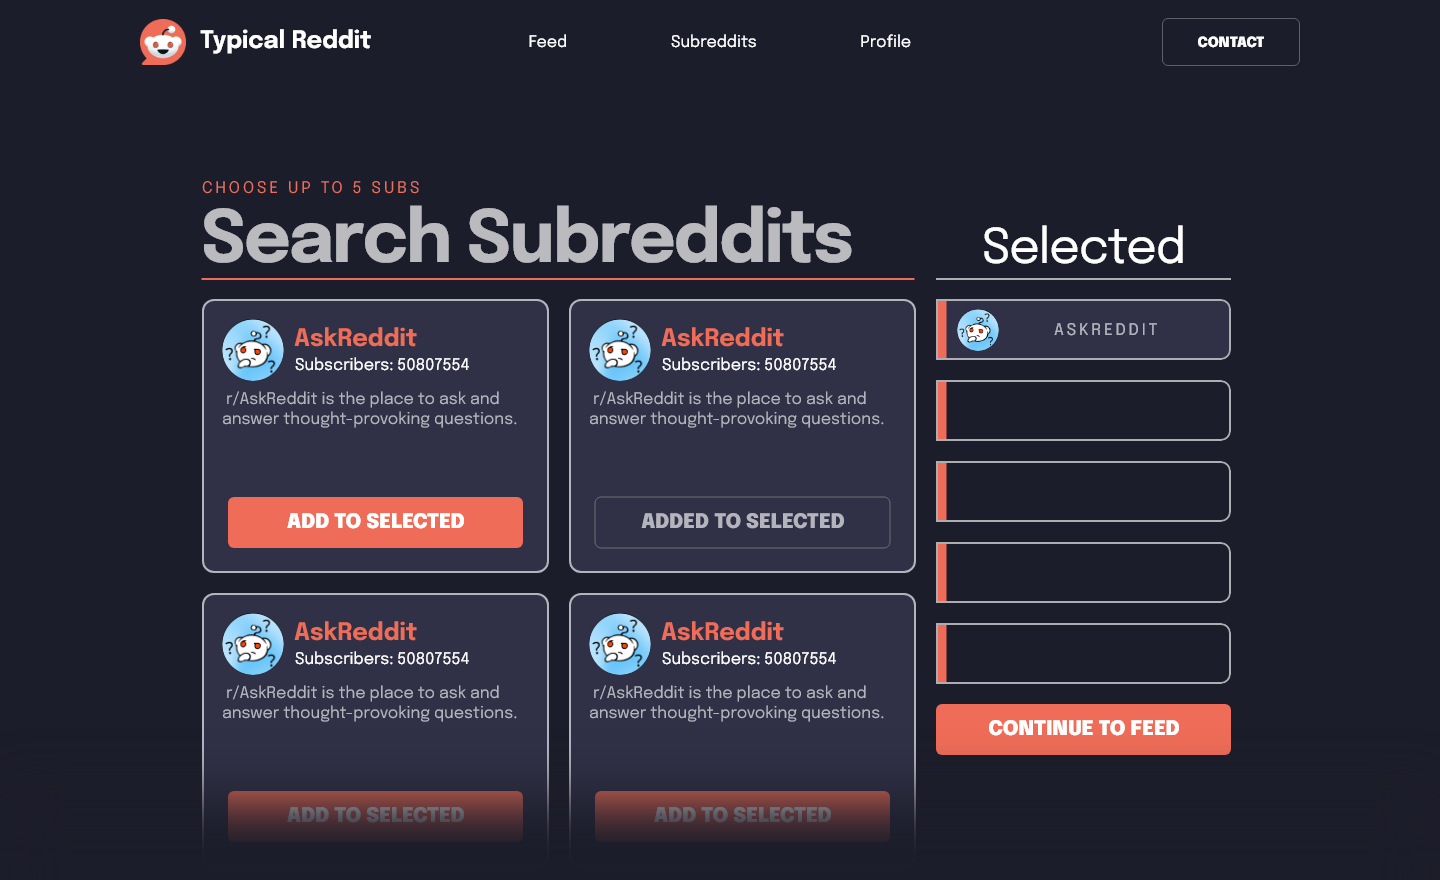 Typical Reddit
Feed
Subreddits
Profile
CONTACT
CHOOSE UP TO 5 SUBS
Search Subreddits
Selected
AskReddit
Subscribers: 50807554
r/AskReddit is the place to ask and
answer thought-provoking questions.
ADD TO SELECTED
AskReddit
Subscribers: 50807554
r/AskReddit is the place to ask and
answer thought-provoking questions.
ADDED TO SELECTED
AskReddit
Subscribers: 50807554
r/AskReddit is the place to ask and
answer thought-provoking questions.
ADD TO SELECTED
AskReddit
Subscribers: 50807554
r/AskReddit is the place to ask and
answer thought-provoking questions.
ADD TO SELECTED
ASKREDDIT
CONTINUE TO FEED